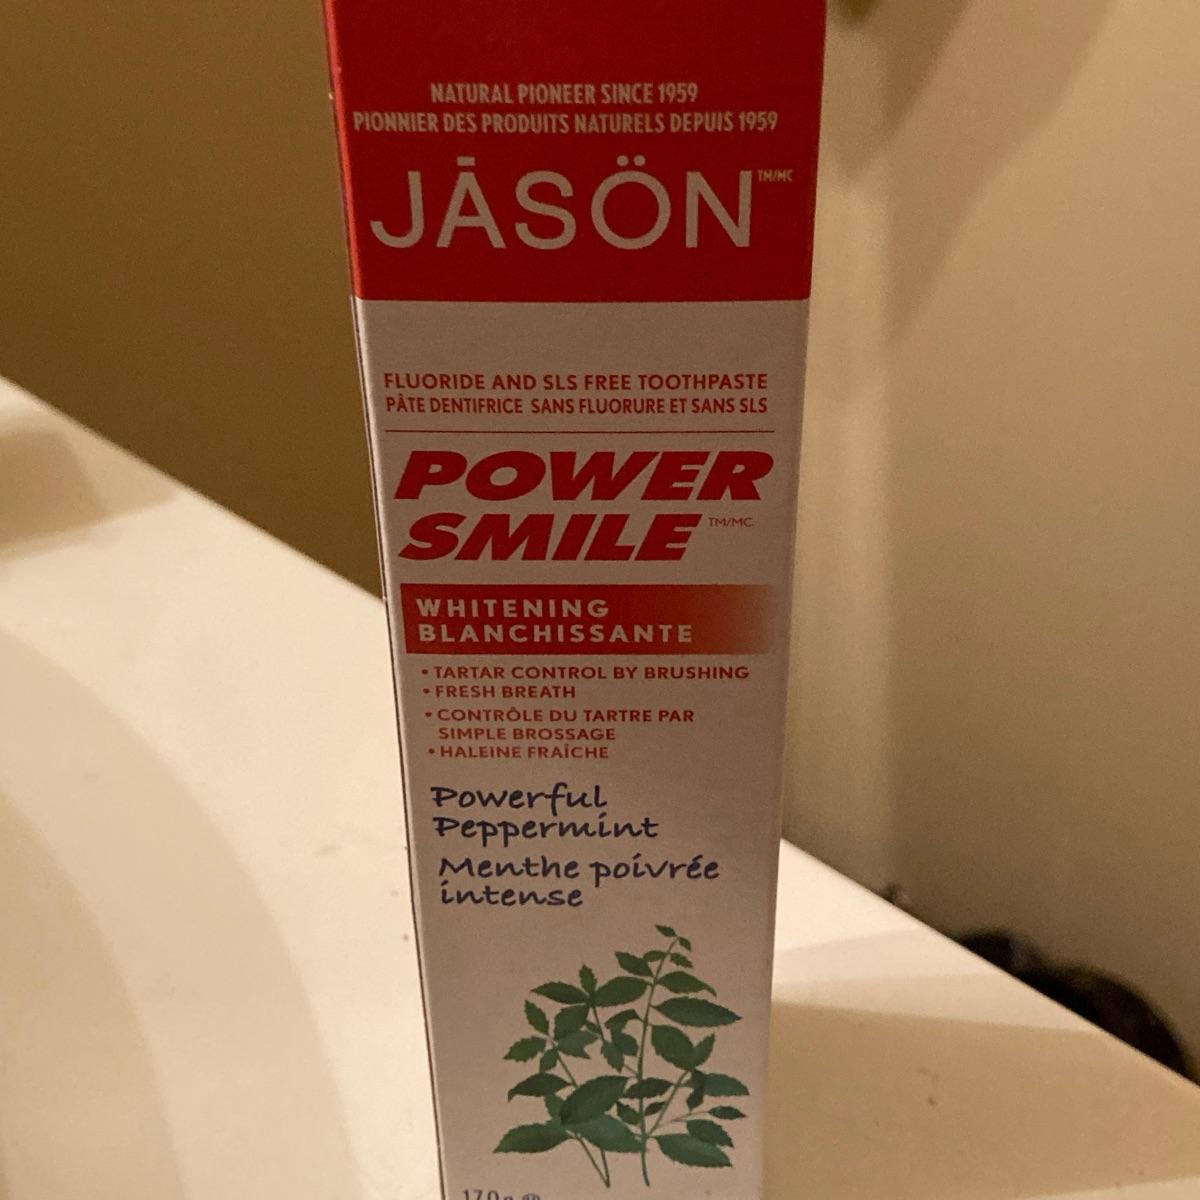 NATURAL PIONEER SINCE 1959
PIONNIER DES PRODUITS NATURELS DEPUIS 1959
JĀSÖN TM/MC
FLUORIDE AND SLS FREE TOOTHPASTE
PÂTE DENTIFRICE SANS FLUORURE ET SANS SLS
POWER
SMILE TM/MC
WHITENING
BLANCHISSANTE
• TARTAR CONTROL BY BRUSHING
• FRESH BREATH
• CONTRÔLE DU TARTRE PAR
SIMPLE BROSSAGE
• HALEINE FRAÎCHE
Powerful
Peppermint
Menthe poivrée
intense
170g